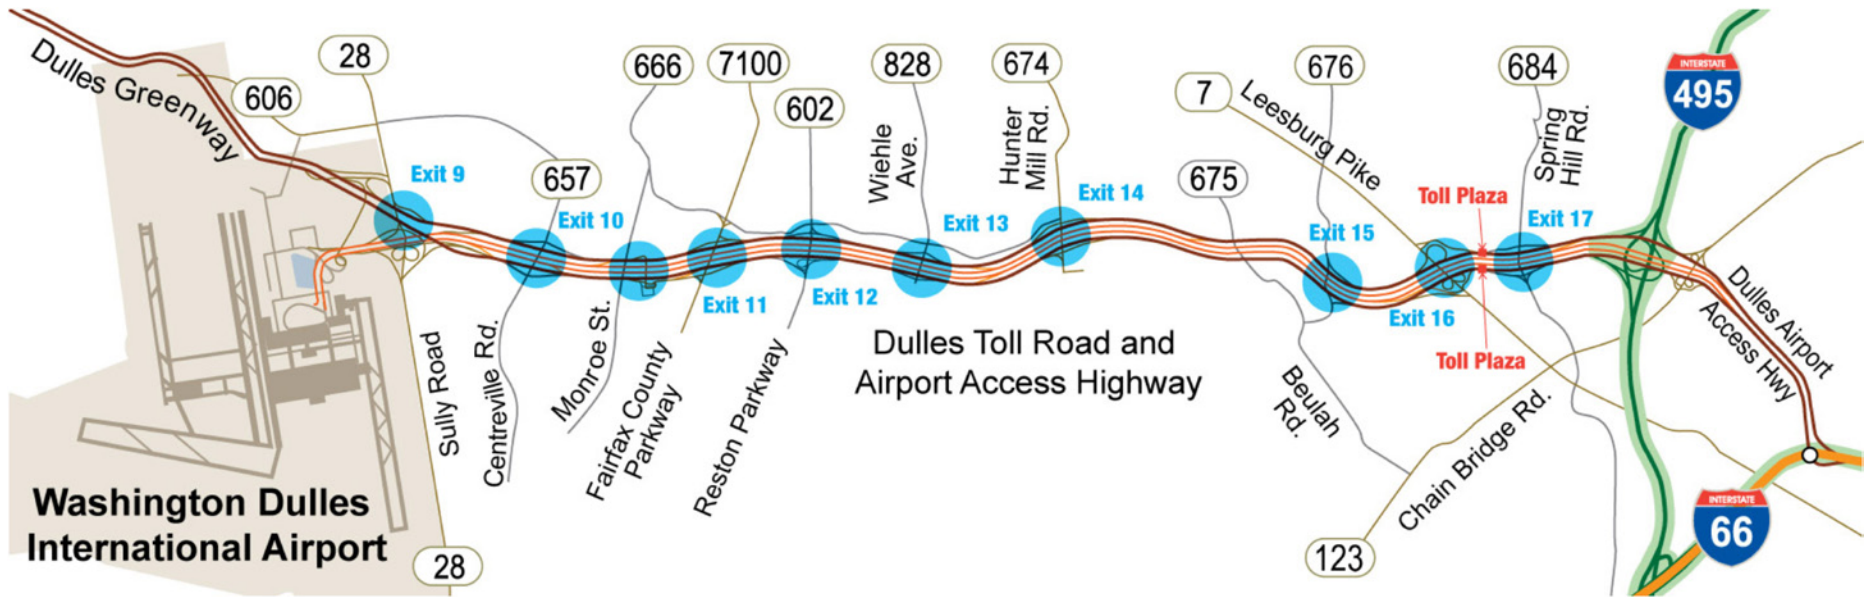 Dulles Greenway
606
28
666
7100
602
828
674
7
Leesburg Pike
676
684
INTERSTATE
495
Wiehle
Ave.
Hunter
Mill Rd.
Spring
Hill Rd.
657
675
Exit 9
Exit 10
Exit 11
Exit 12
Exit 13
Exit 14
Exit 15
Exit 16
Toll Plaza
Exit 17
Toll Plaza
Dulles Toll Road and
Airport Access Highway
Dulles Airport
Access Hwy
Sully Road
Centreville Rd.
Monroe St.
Fairfax County
Parkway
Reston Parkway
Beulah
Rd.
Chain Bridge Rd.
Washington Dulles
International Airport
28
123
INTERSTATE
66